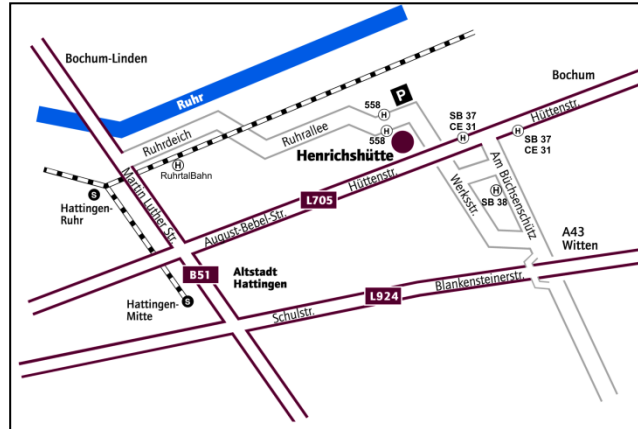 Bochum-Linden
Ruhr
Bochum
558
P
H
Hüttenstr.
SB 37
CE 31
H
H
SB 37
CE 31
Ruhrdeich
Ruhrallee
H
558
Henrichshütte
H
RuhrtalBahn
S
Hattingen-
Ruhr
Martin Luther Str.
Hüttenstr.
L705
August-Bebel-Str.
Werksstr.
Am Büchsenschütz
H
SB 38
A43
Witten
B51
Altstadt
Hattingen
Hattingen-
Mitte
S
L924
Blankensteinerstr.
Schulstr.